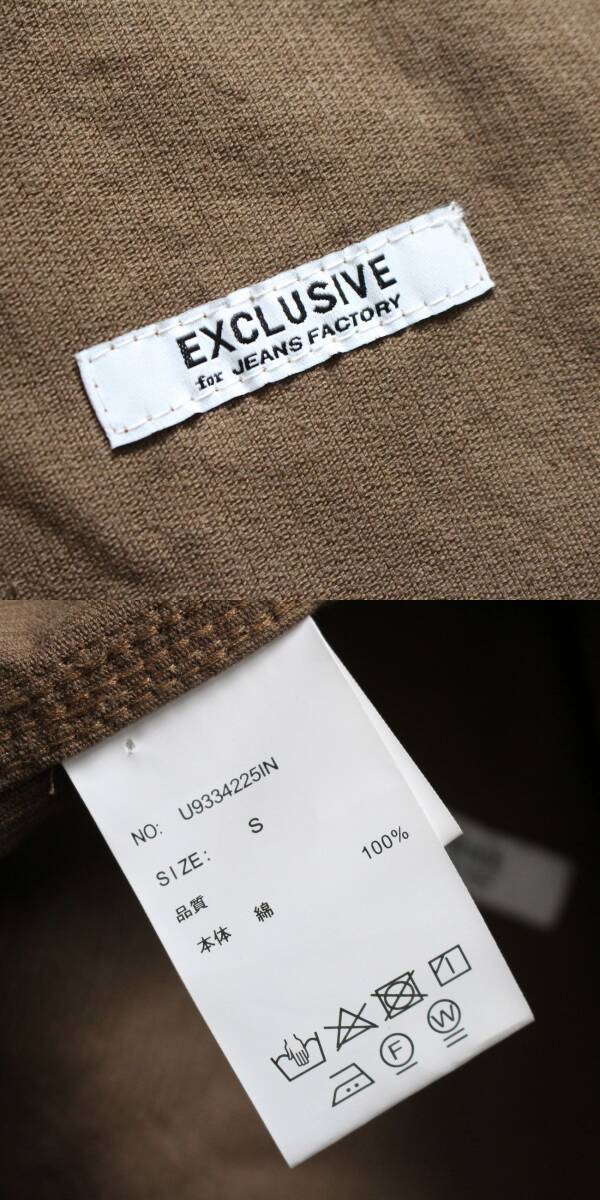 EXCLUSIVE
for JEANS FACTORY
NO: U9334225IN
SIZE: S
品質
本体 綿 100%
F
W